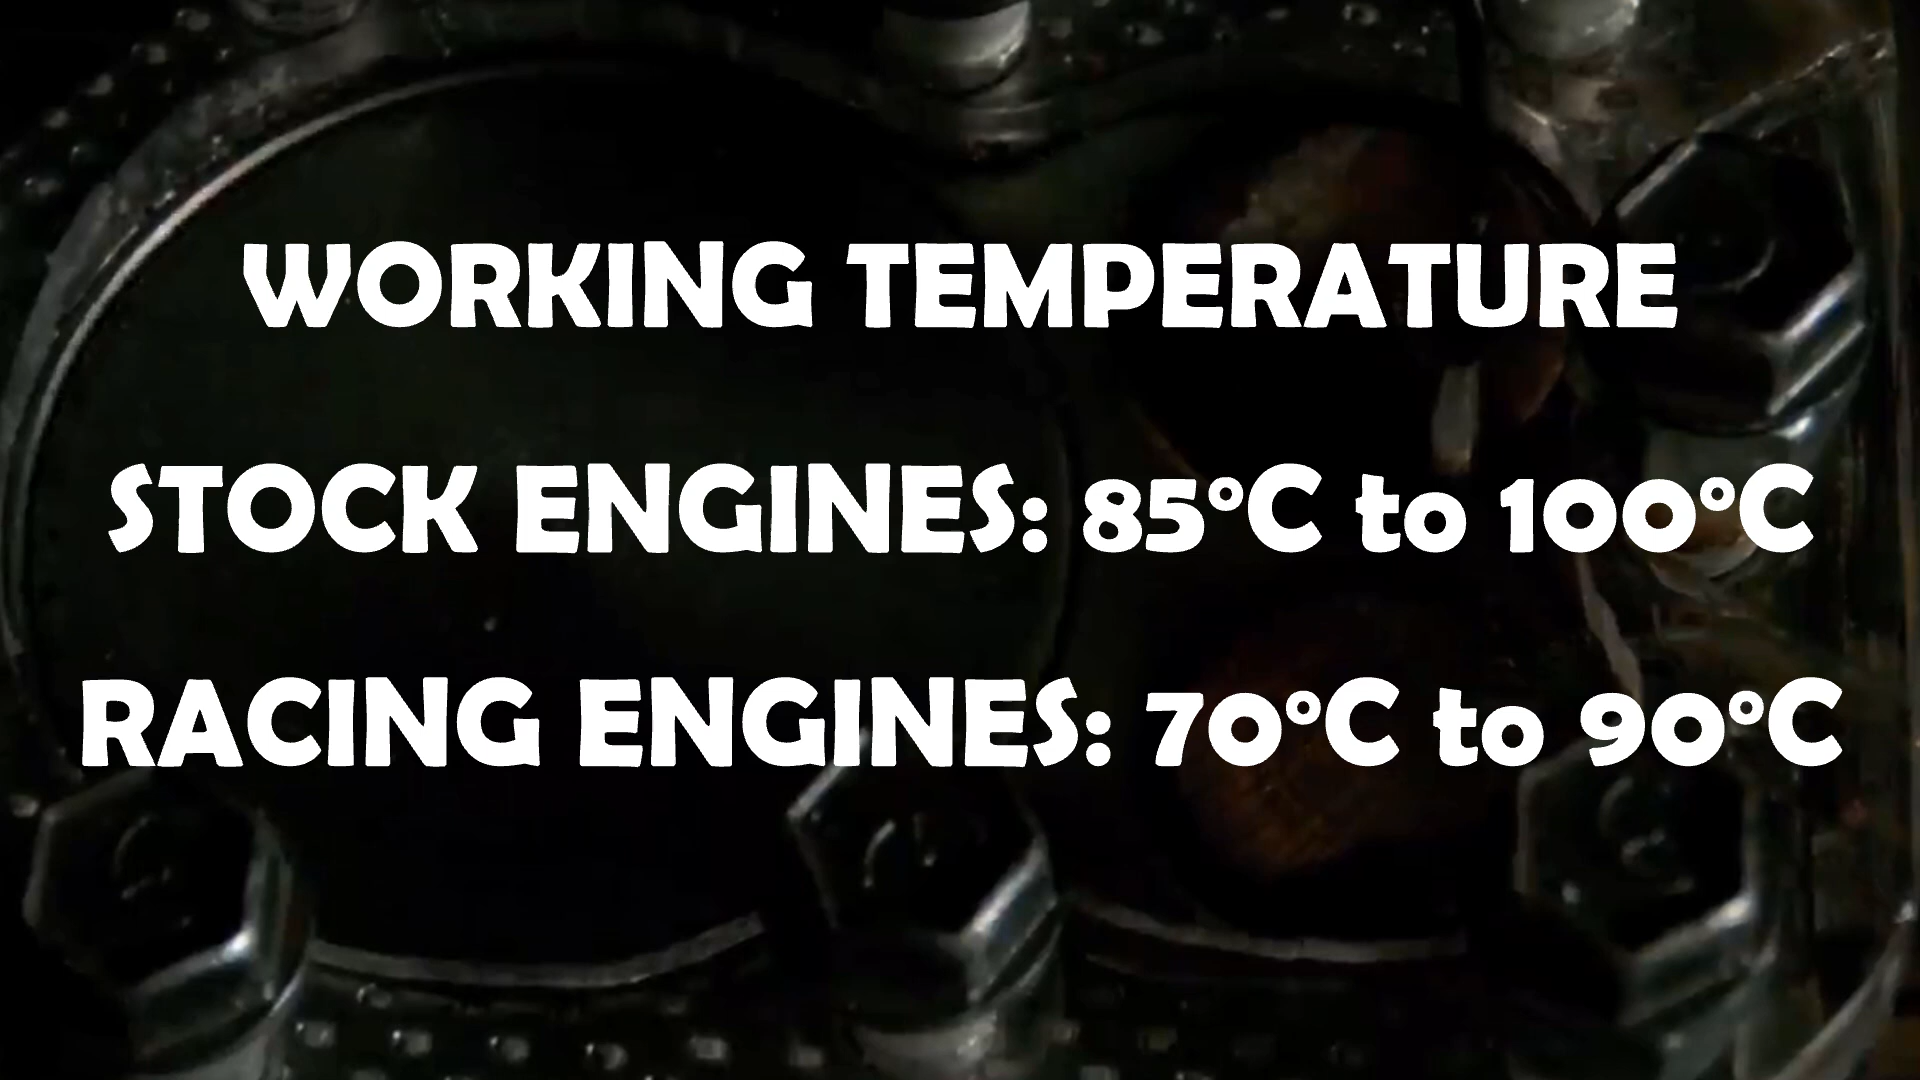 WORKING TEMPERATURE
STOCK ENGINES: 85°C to 100°C
RACING ENGINES: 70°C to 90°C